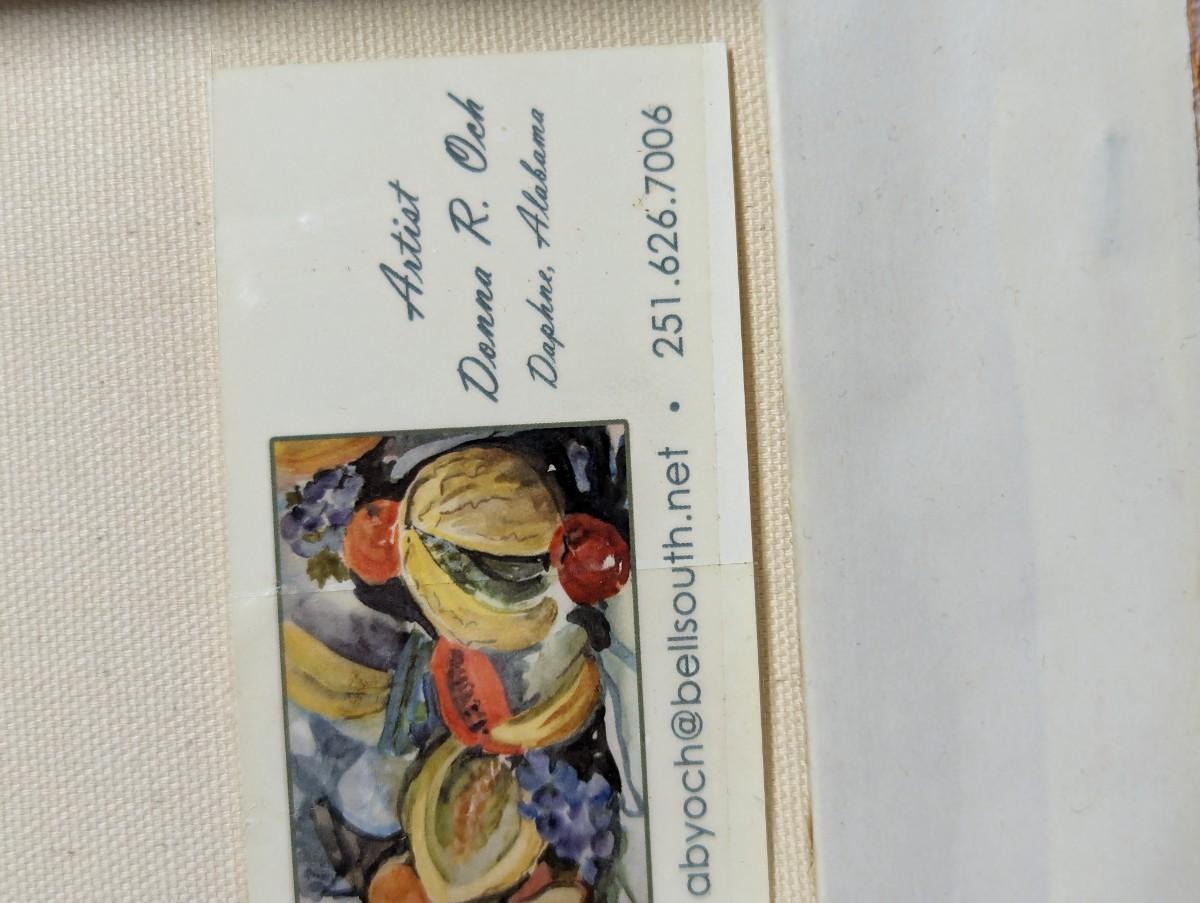 Artist
Donna R. Och
Daphne, Alabama
abyoch@bellsouth.net • 251.626.7006